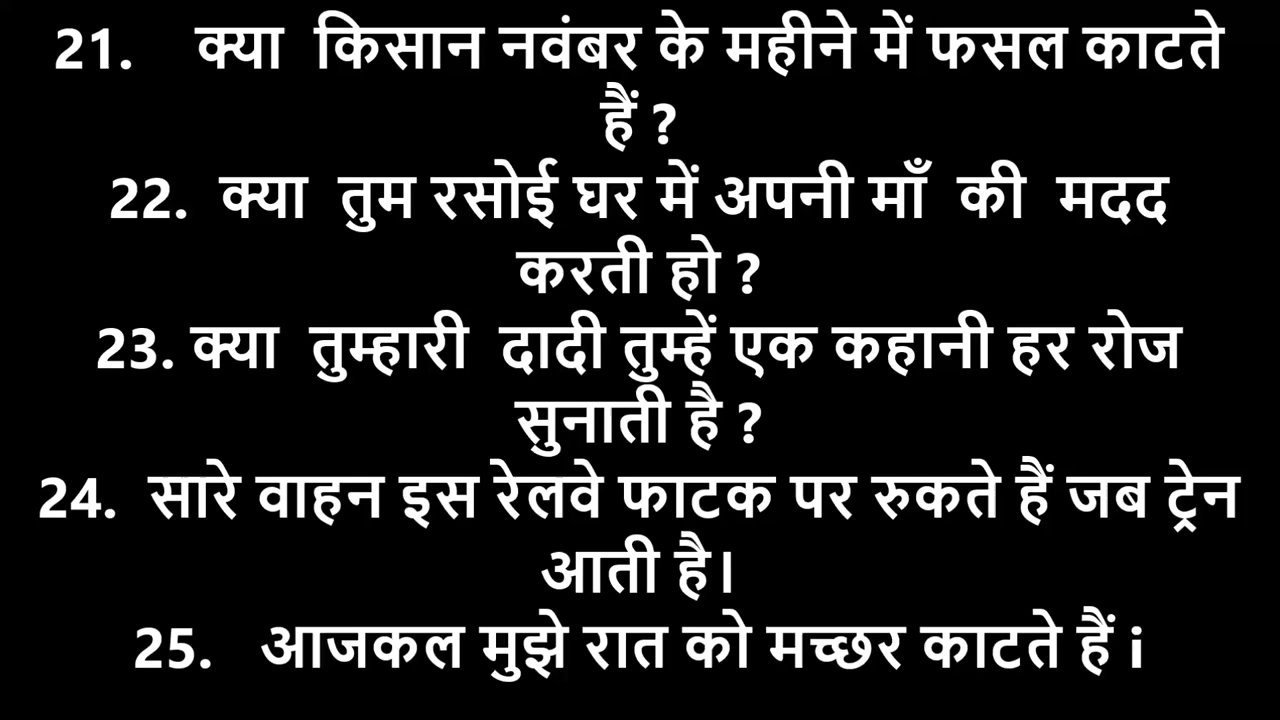 21. क्या किसान नवंबर के महीने में फसल काटते
हैं ?
22. क्या तुम रसोई घर में अपनी माँ की मदद
करती हो ?
23. क्या तुम्हारी दादी तुम्हें एक कहानी हर रोज
सुनाती है ?
24. सारे वाहन इस रेलवे फाटक पर रुकते हैं जब ट्रेन
आती है।
25. आजकल मुझे रात को मच्छर काटते हैं i